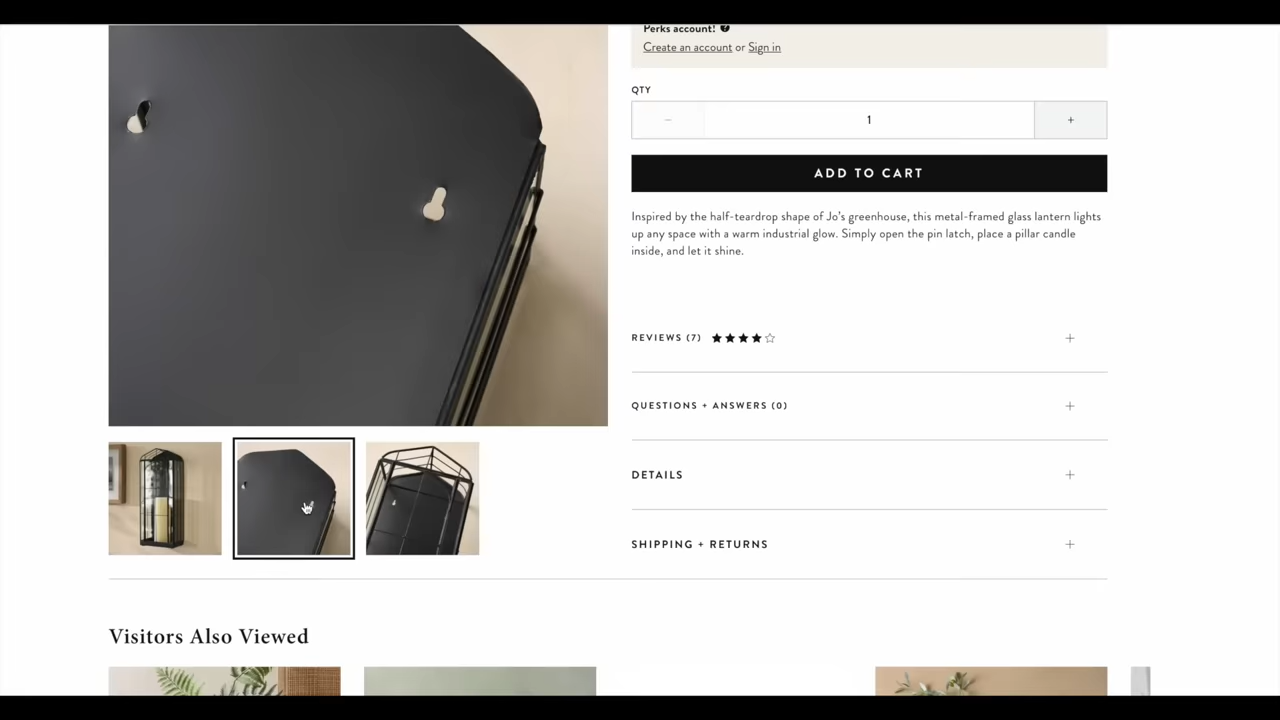 Perks account!
Create an account or Sign in
QTY
1
+
ADD TO CART
Inspired by the half-teardrop shape of Jo's greenhouse, this metal-framed glass lantern lights
up any space with a warm industrial glow. Simply open the pin latch, place a pillar candle
inside, and let it shine.
REVIEWS (7)
QUESTIONS + ANSWERS (0)
DETAILS
SHIPPING + RETURNS
Visitors Also Viewed